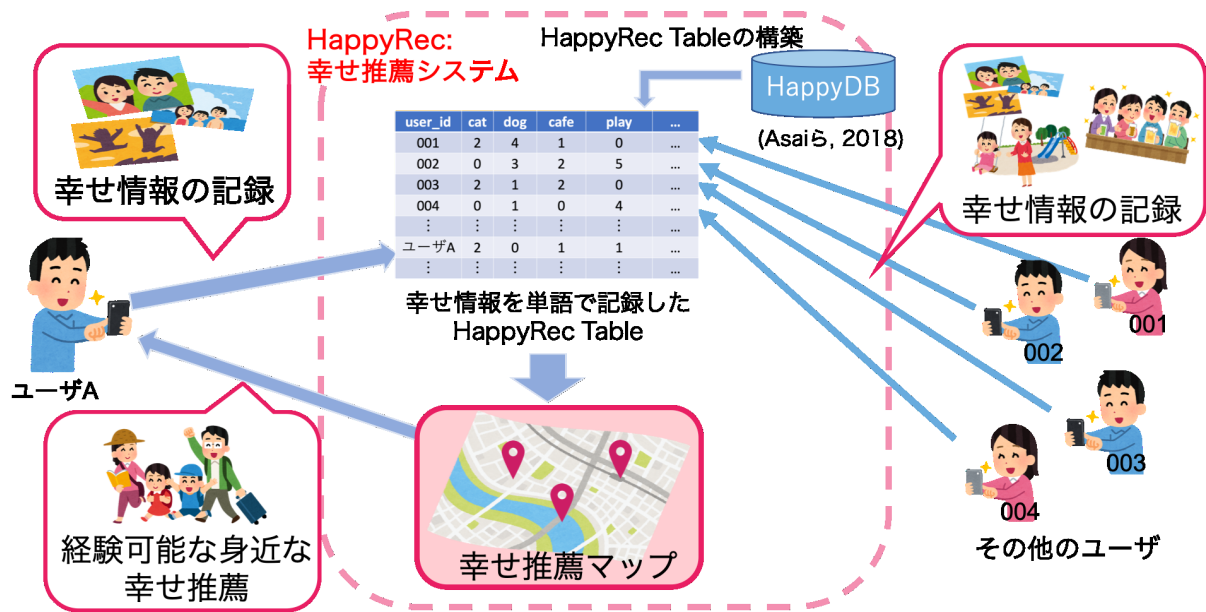 HappyRec:
幸せ推薦システム
HappyRec Tableの構築
HappyDB
(Asaiら, 2018)
user_id cat dog cafe play ...
001 2 4 1 0 ...
002 0 3 2 5 ...
003 2 1 2 0 ...
004 0 1 0 4 ...
⋮ ⋮ ⋮ ⋮ ⋮ ...
ユーザA 2 0 1 1 ...
⋮ ⋮ ⋮ ⋮ ⋮ ...
幸せ情報を単語で記録した
HappyRec Table
幸せ情報の記録
ユーザA
経験可能な身近な
幸せ推薦
幸せ推薦マップ
幸せ情報の記録
001
002
003
004
その他のユーザ